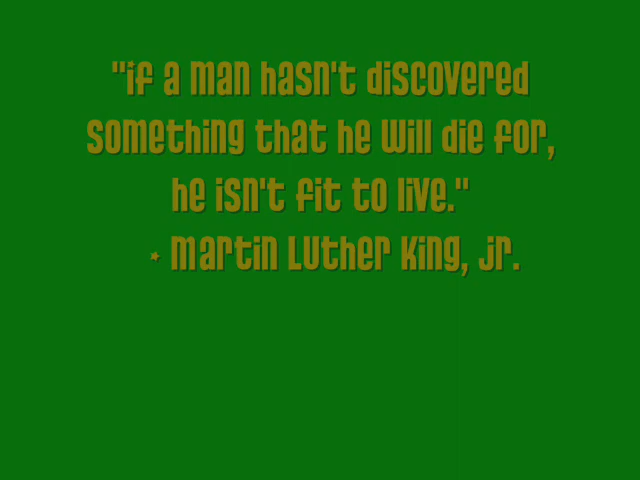 "If a man hasn't discovered
something that he will die for,
he isn't fit to live."
* Martin Luther King, Jr.